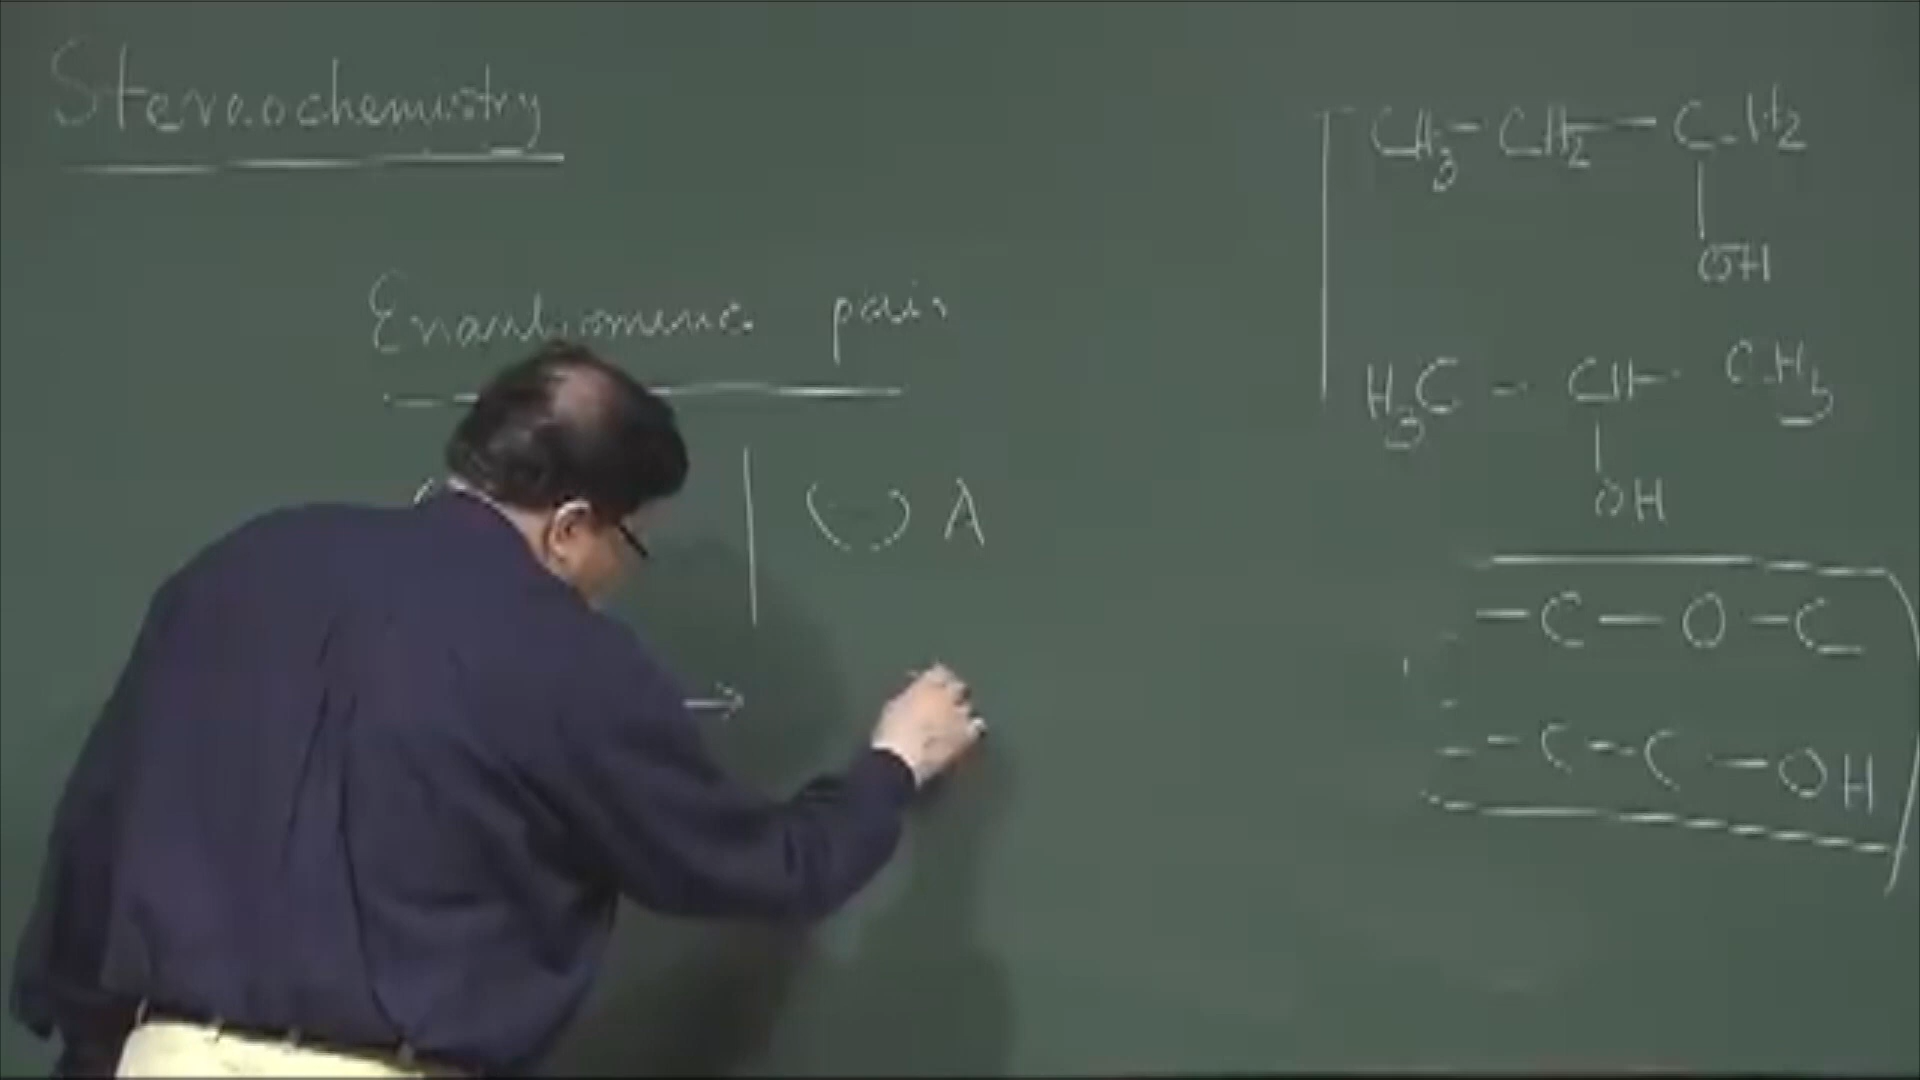 Stereochemistry
Enantiomeric pair
(-) A
→
CH3-CH2-CH2
OH
H3C-CH-CH3
OH
-C-O-C
-C-C-OH